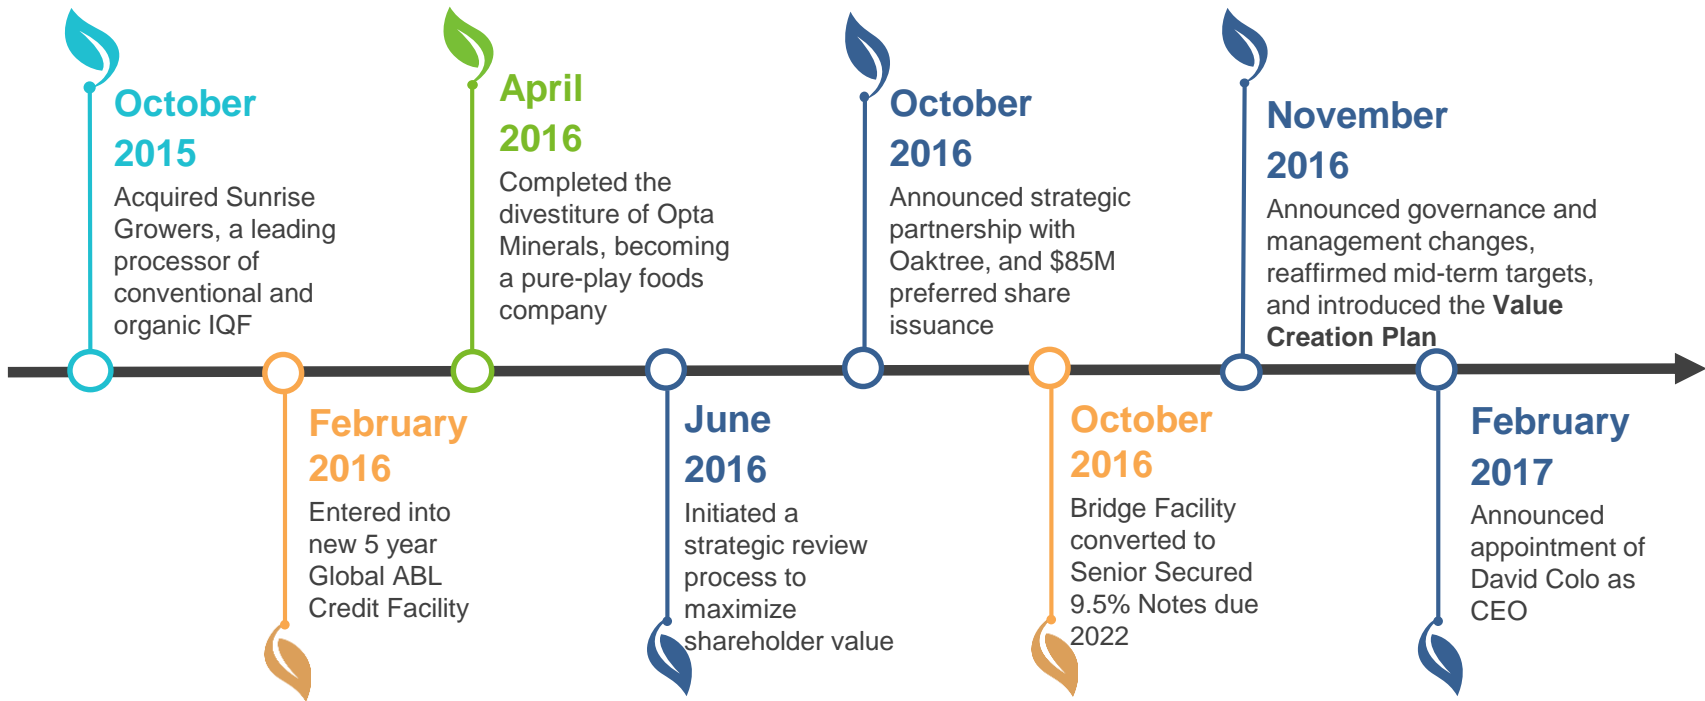 October
2015
Acquired Sunrise
Growers, a leading
processor of
conventional and
organic IQF
February
2016
Entered into
new 5 year
Global ABL
Credit Facility
April
2016
Completed the
divestiture of Opta
Minerals, becoming
a pure-play foods
company
June
2016
Initiated a
strategic review
process to
maximize
shareholder value
October
2016
Announced strategic
partnership with
Oaktree, and $85M
preferred share
issuance
October
2016
Bridge Facility
converted to
Senior Secured
9.5% Notes due
2022
November
2016
Announced governance and
management changes,
reaffirmed mid-term targets,
and introduced the Value
Creation Plan
February
2017
Announced
appointment of
David Colo as
CEO